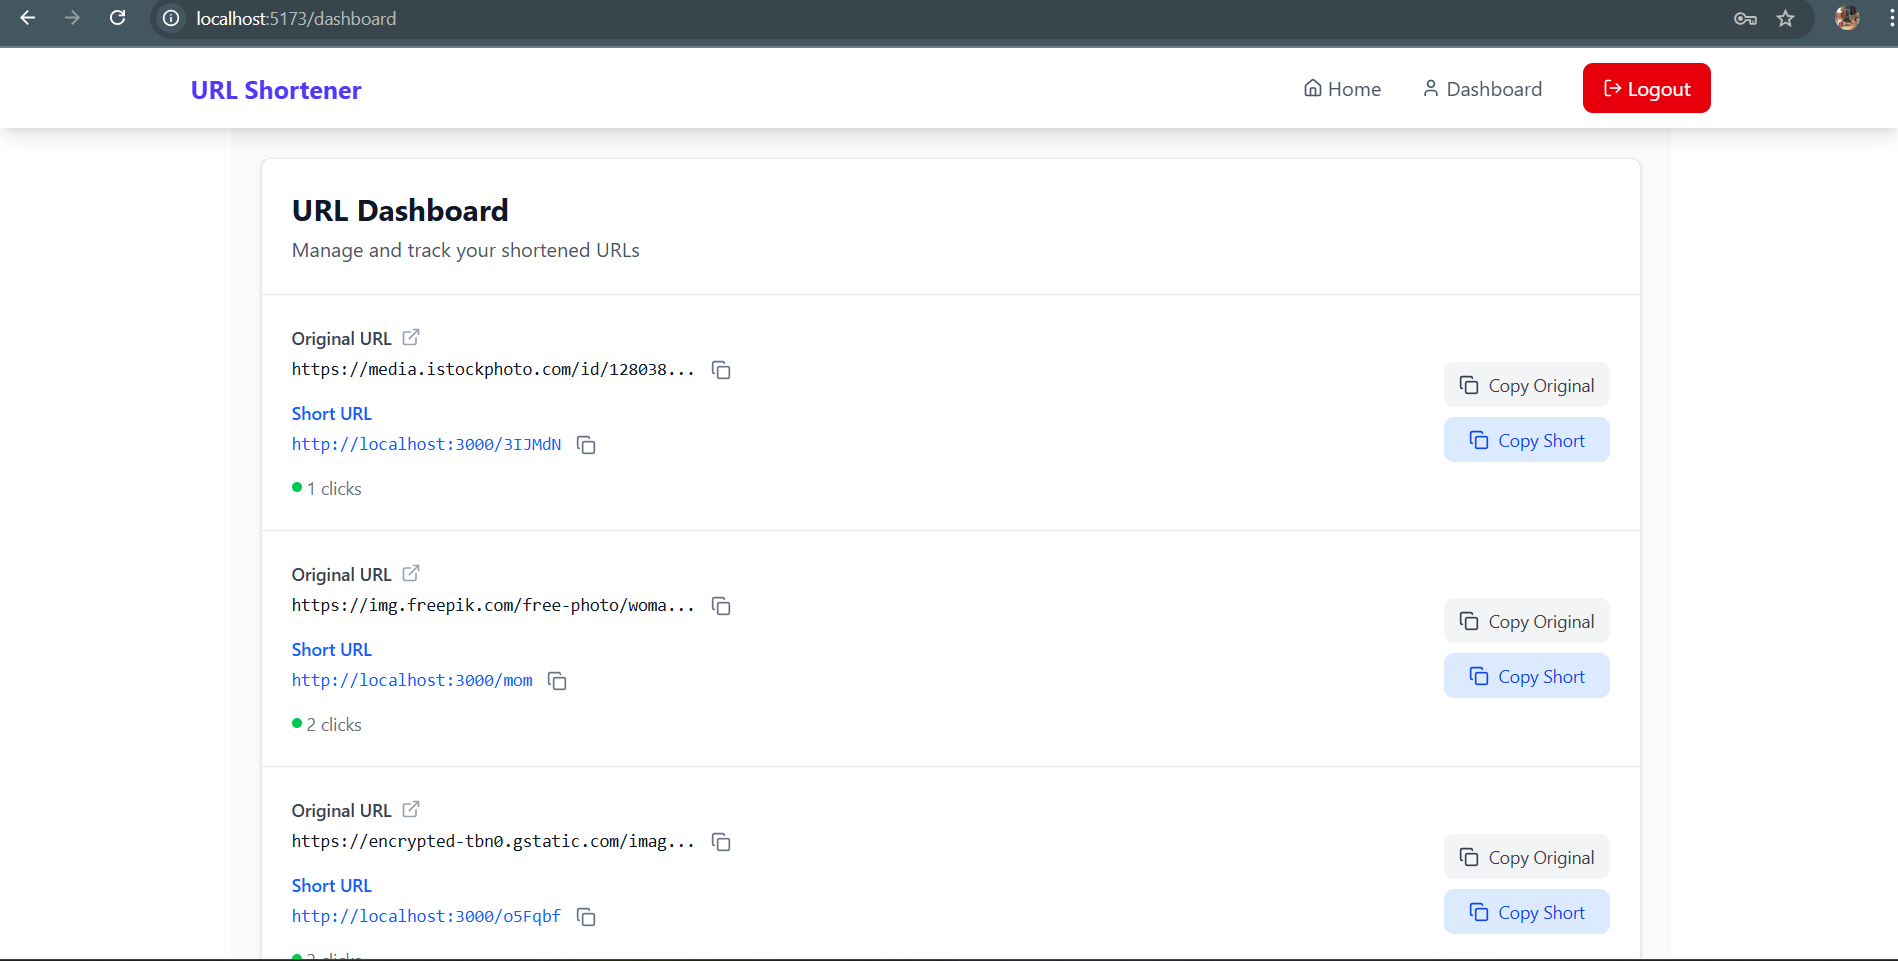 localhost:5173/dashboard
URL Shortener
Home
Dashboard
Logout
URL Dashboard
Manage and track your shortened URLs
Original URL
https://media.istockphoto.com/id/128038...
Short URL
http://localhost:3000/3IJMdN
1 clicks
Copy Original
Copy Short
Original URL
https://img.freepik.com/free-photo/woma...
Short URL
http://localhost:3000/mom
2 clicks
Copy Original
Copy Short
Original URL
https://encrypted-tbn0.gstatic.com/imag...
Short URL
http://localhost:3000/o5Fqbf
clicks
Copy Original
Copy Short